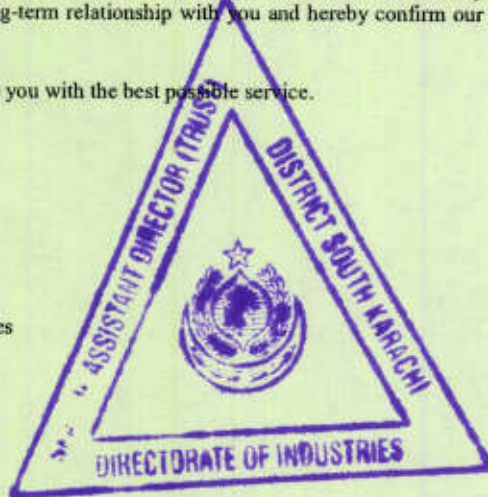 g-term relationship with you and hereby confirm our
you with the best possible service.
es
ASSISTANT DIRECTOR (TRUST)
DISTRICT SOUTH KARACHI
DIRECTORATE OF INDUSTRIES